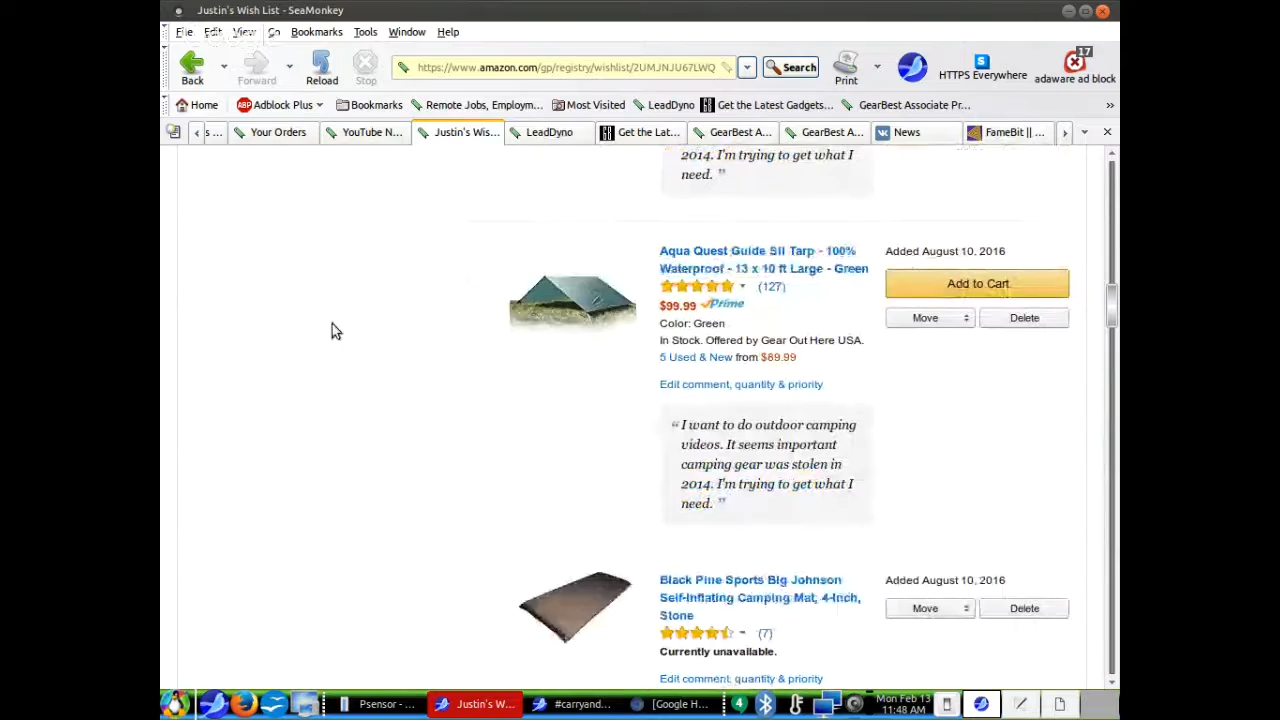 Justin's Wish List - SeaMonkey
File Edit View Go Bookmarks Tools Window Help
Back Forward Reload Stop https://www.amazon.com/gp/registry/wishlist/2UMJNJU67LWQ Search Print HTTPS Everywhere 17 adaware ad block
Home ABP Adblock Plus Bookmarks Remote Jobs, Employm... Most Visited LeadDyno Get the Latest Gadgets... GearBest Associate Pr... »
s ... Your Orders YouTube N... Justin's Wis... LeadDyno Get the Lat... GearBest A... GearBest A... News FameBit || ...
2014. I'm trying to get what I
need. ”
Aqua Quest Guide Sil Tarp - 100%
Waterproof - 13 x 10 ft Large - Green
(127)
$99.99 Prime
Color: Green
In Stock. Offered by Gear Out Here USA.
5 Used & New from $89.99
Edit comment, quantity & priority
Added August 10, 2016
Add to Cart
Move Delete
“ I want to do outdoor camping
videos. It seems important
camping gear was stolen in
2014. I'm trying to get what I
need. ”
Black Pine Sports Big Johnson
Self-Inflating Camping Mat, 4-Inch,
Stone
(7)
Currently unavailable.
Edit comment, quantity & priority
Added August 10, 2016
Move Delete
Psensor - ... Justin's W... #carryand... [Google H... 4 Mon Feb 13
11:48 AM